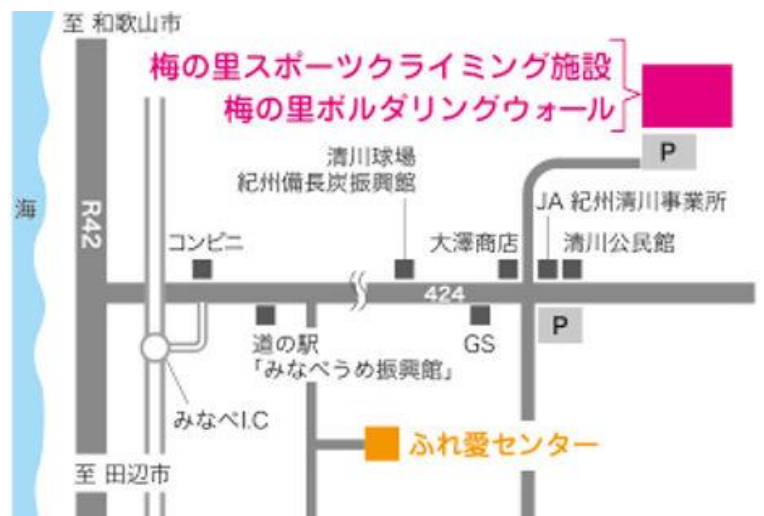 至 和歌山市
梅の里スポーツクライミング施設
梅の里ボルダリングウォール
P
清川球場
紀州備長炭振興館
海
R42
JA 紀州清川事業所
コンビニ
大澤商店
清川公民館
424
P
道の駅
「みなべうめ振興館」
GS
みなべI.C
ふれ愛センター
至 田辺市